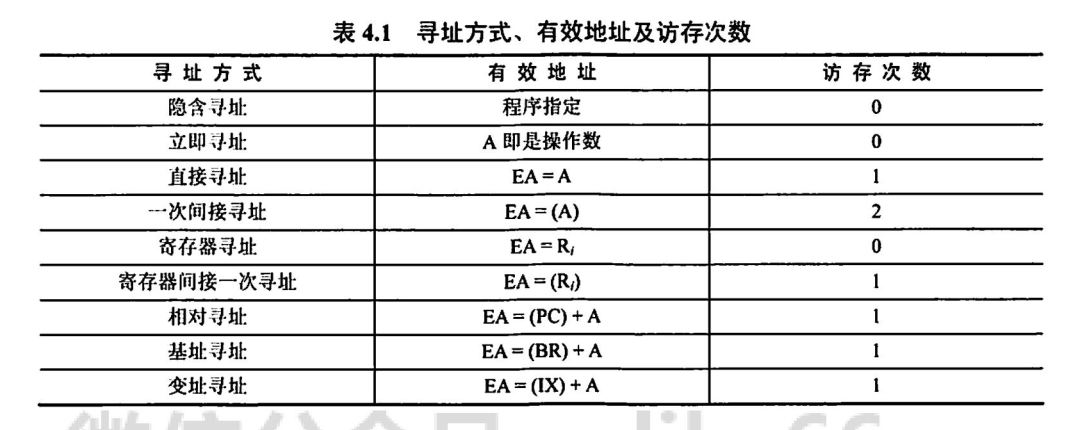 表 4.1 寻址方式、有效地址及访存次数
寻址方式 有效地址 访存次数
隐含寻址 程序指定 0
立即寻址 A 即是操作数 0
直接寻址 EA = A 1
一次间接寻址 EA = (A) 2
寄存器寻址 EA = Ri 0
寄存器间接一次寻址 EA = (Ri) 1
相对寻址 EA = (PC) + A 1
基址寻址 EA = (BR) + A 1
变址寻址 EA = (IX) + A 1